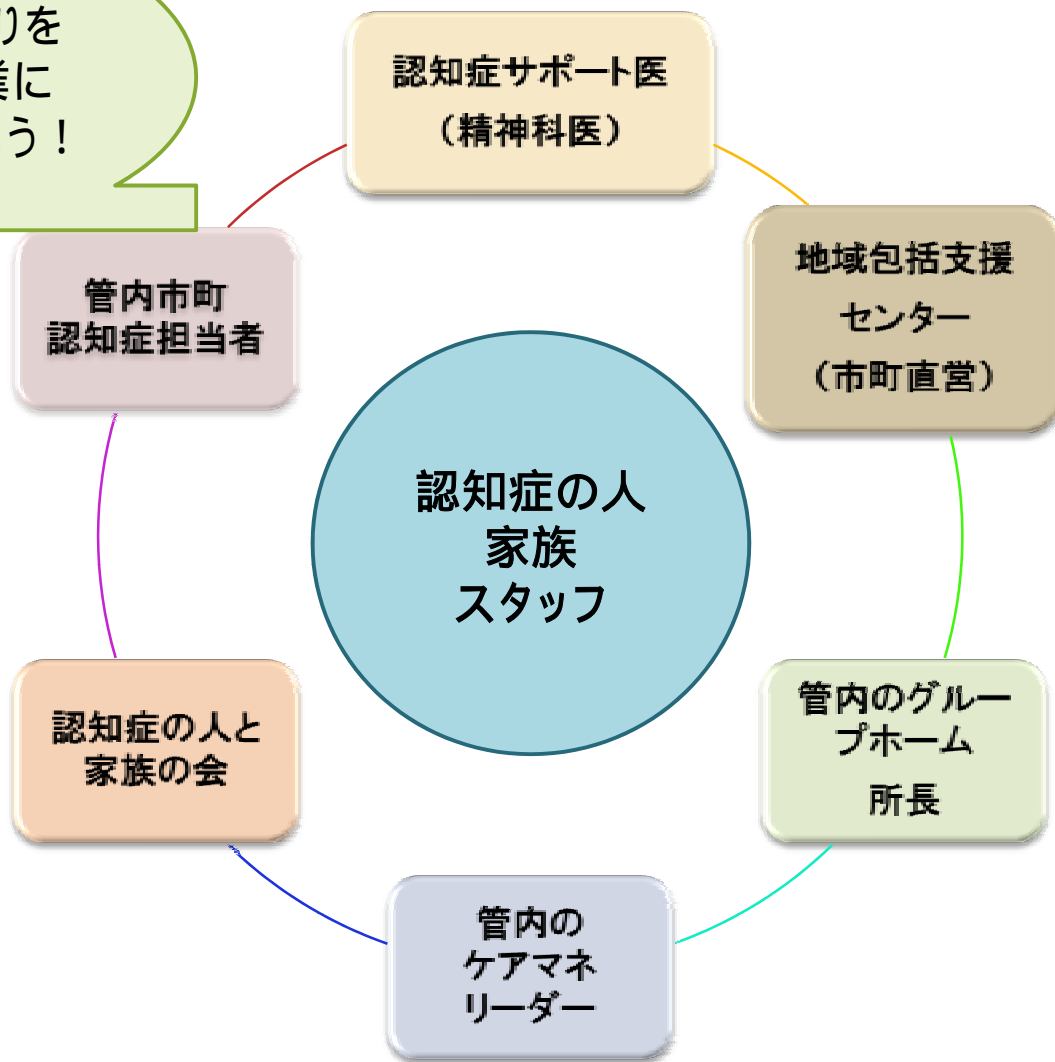 りを
業に
う！
認知症サポート医
（精神科医）
地域包括支援
センター
（市町直営）
管内のグルー
プホーム
所長
管内の
ケアマネ
リーダー
認知症の人と
家族の会
管内市町
認知症担当者
認知症の人
家族
スタッフ